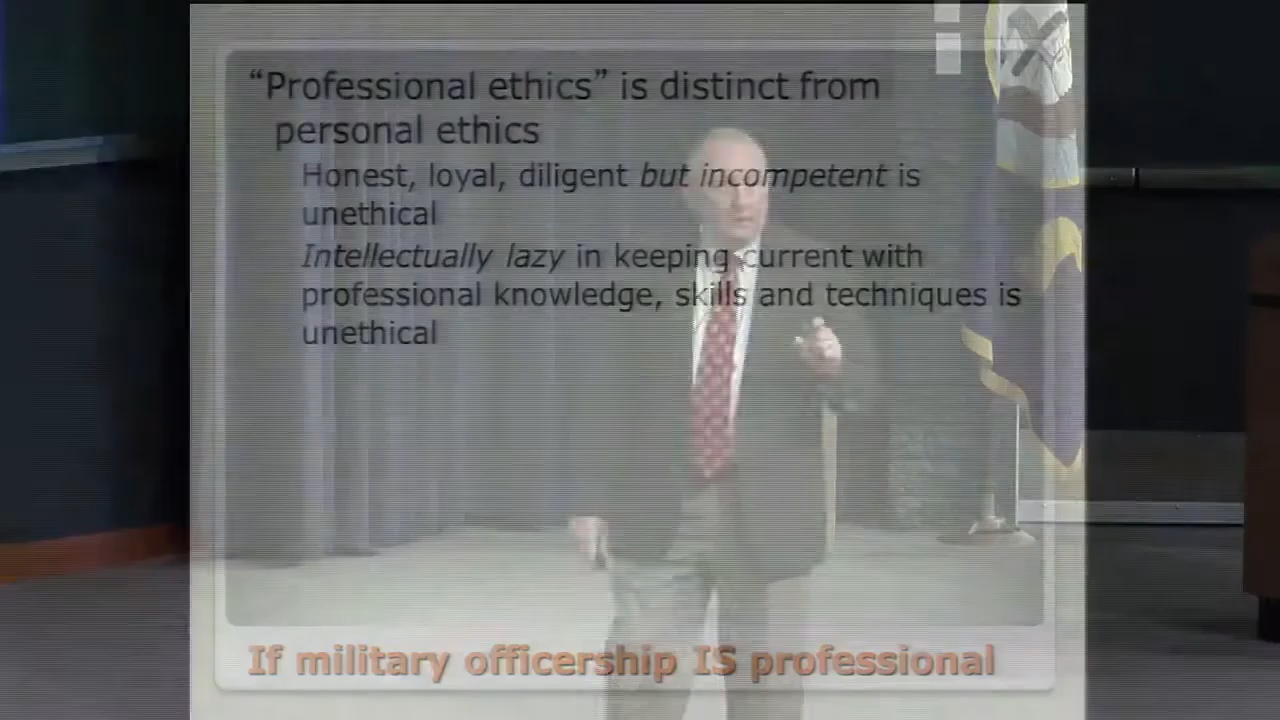 “Professional ethics” is distinct from
personal ethics
Honest, loyal, diligent but incompetent is
unethical
Intellectually lazy in keeping current with
professional knowledge, skills and techniques is
unethical
If military officership IS professional